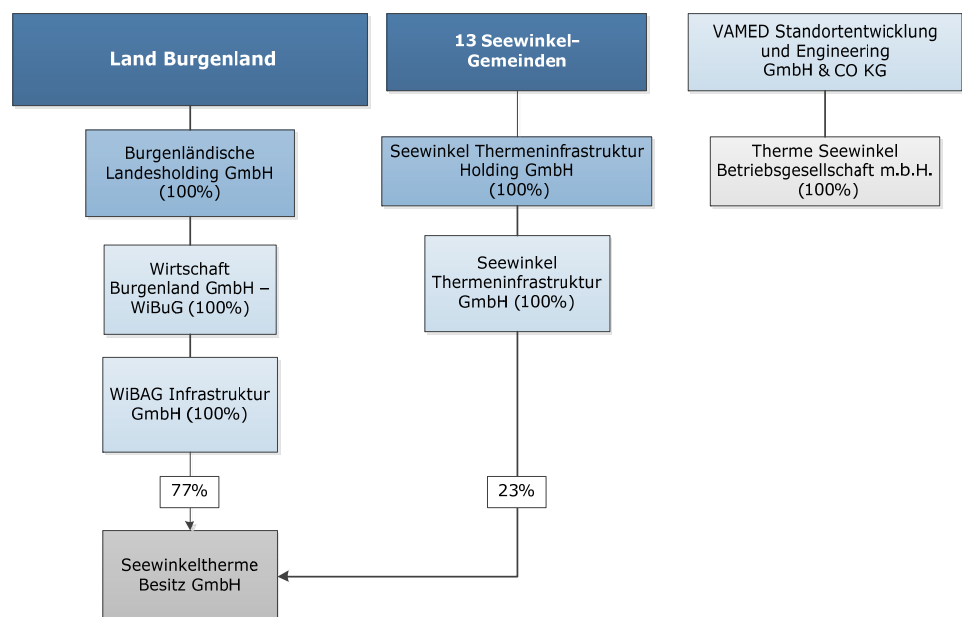 Land Burgenland
Burgenländische
Landesholding GmbH
(100%)
Wirtschaft
Burgenland GmbH –
WiBuG (100%)
WiBAG Infrastruktur
GmbH (100%)
77%
Seewinkeltherme
Besitz GmbH
13 Seewinkel–
Gemeinden
Seewinkel Thermeninfrastruktur
Holding GmbH
(100%)
Seewinkel
Thermeninfrastruktur
GmbH (100%)
23%
VAMED Standortentwicklung
und Engineering
GmbH & CO KG
Therme Seewinkel
Betriebsgesellschaft m.b.H.
(100%)